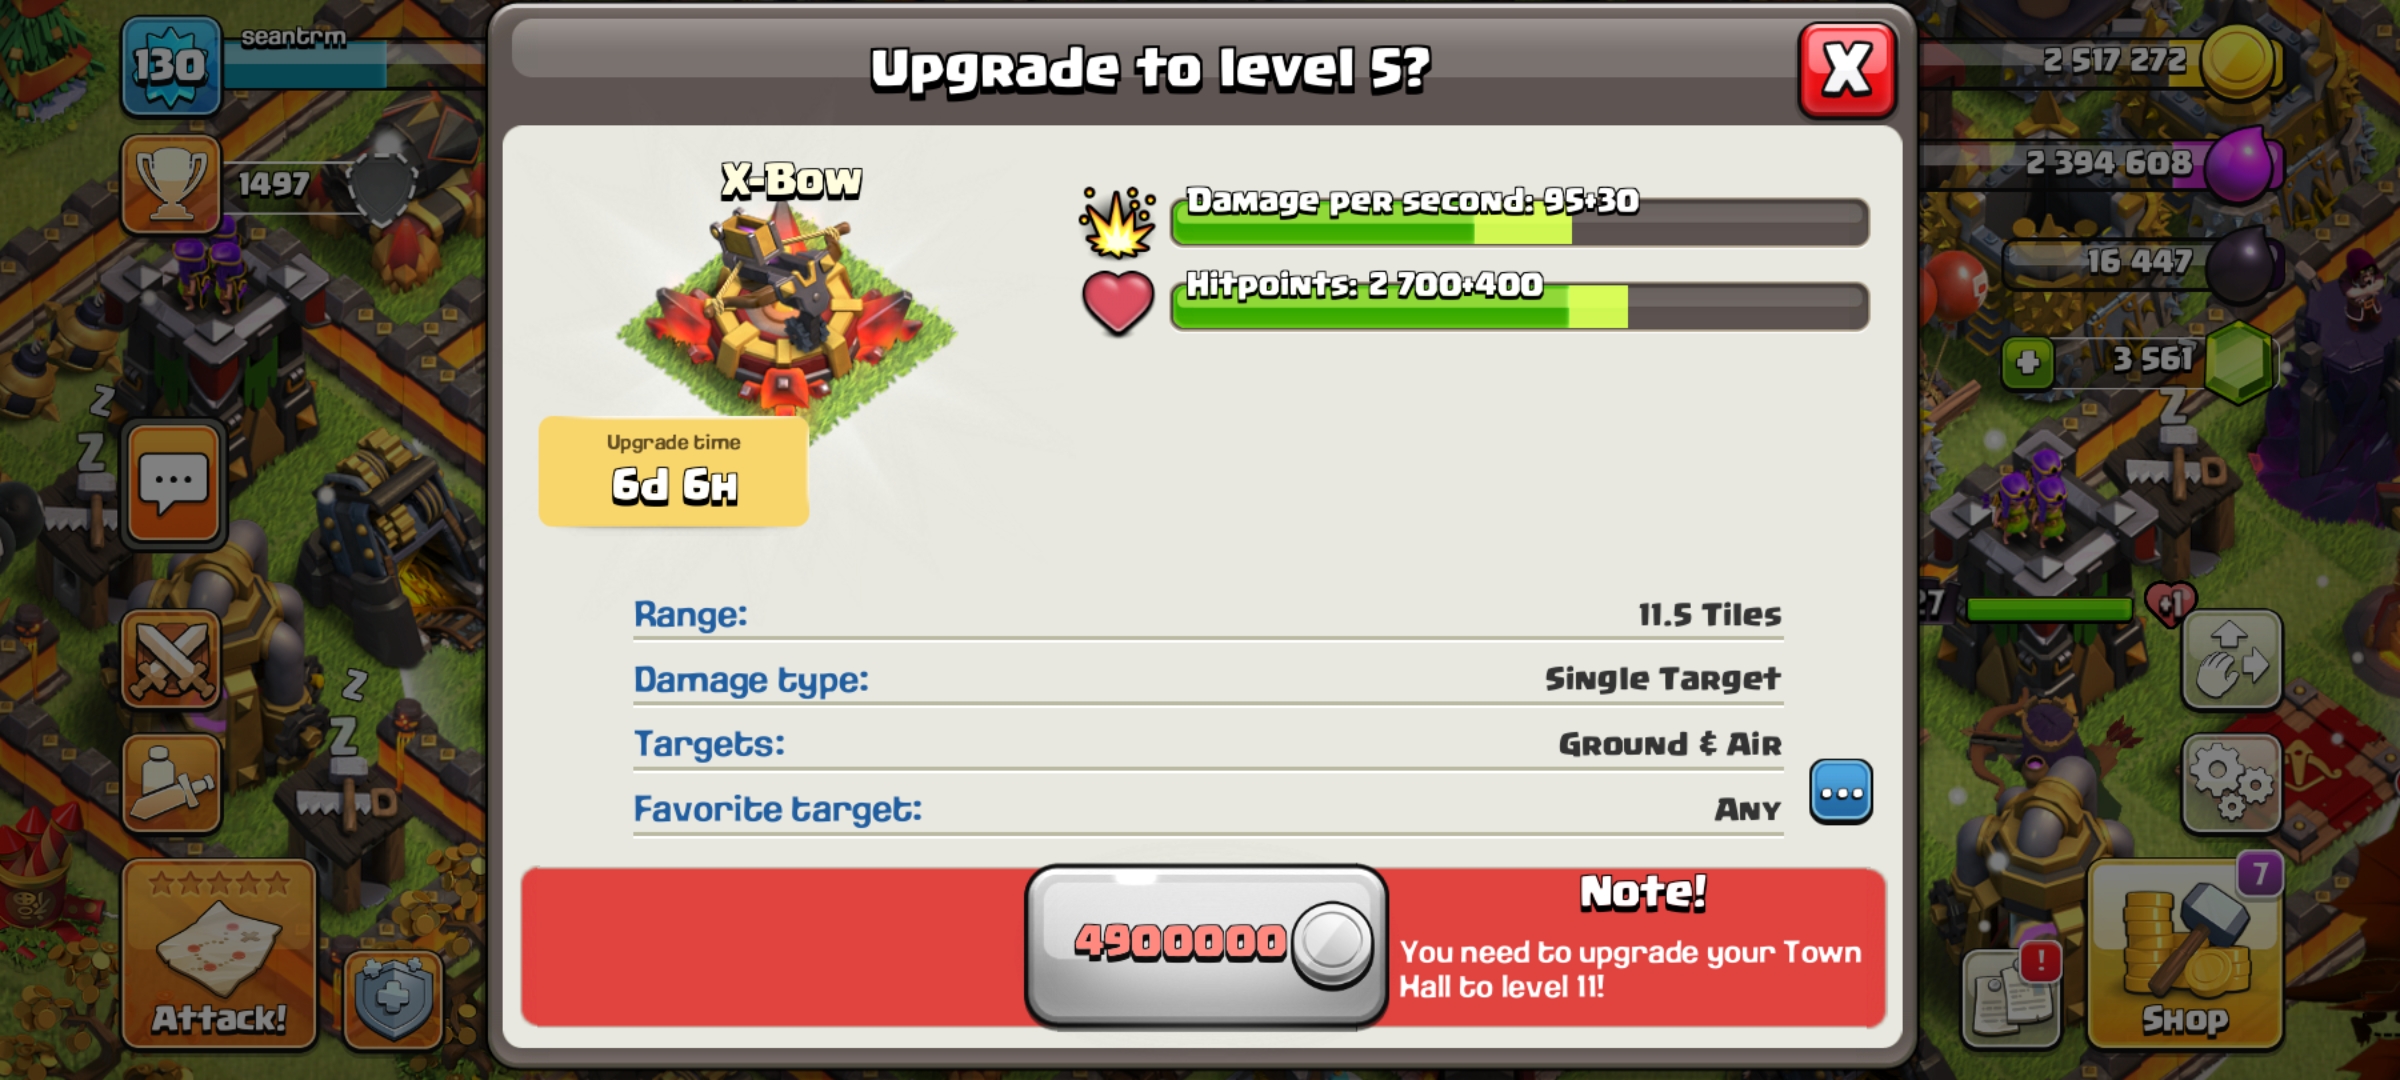 Upgrade to level 5?
X
130
seantrm
1497
2 517 272
2 394 608
16 447
3 561
X-Bow
Damage per second: 95+30
Hitpoints: 2 700+400
Upgrade time
6d 6H
Range: 11.5 Tiles
Damage type: Single Target
Targets: Ground & Air
Favorite target: Any
4900000
Note!
You need to upgrade your Town
Hall to level 11!
Z
Z
Z
Z
Z
27
+1
Attack!
7
!
Shop